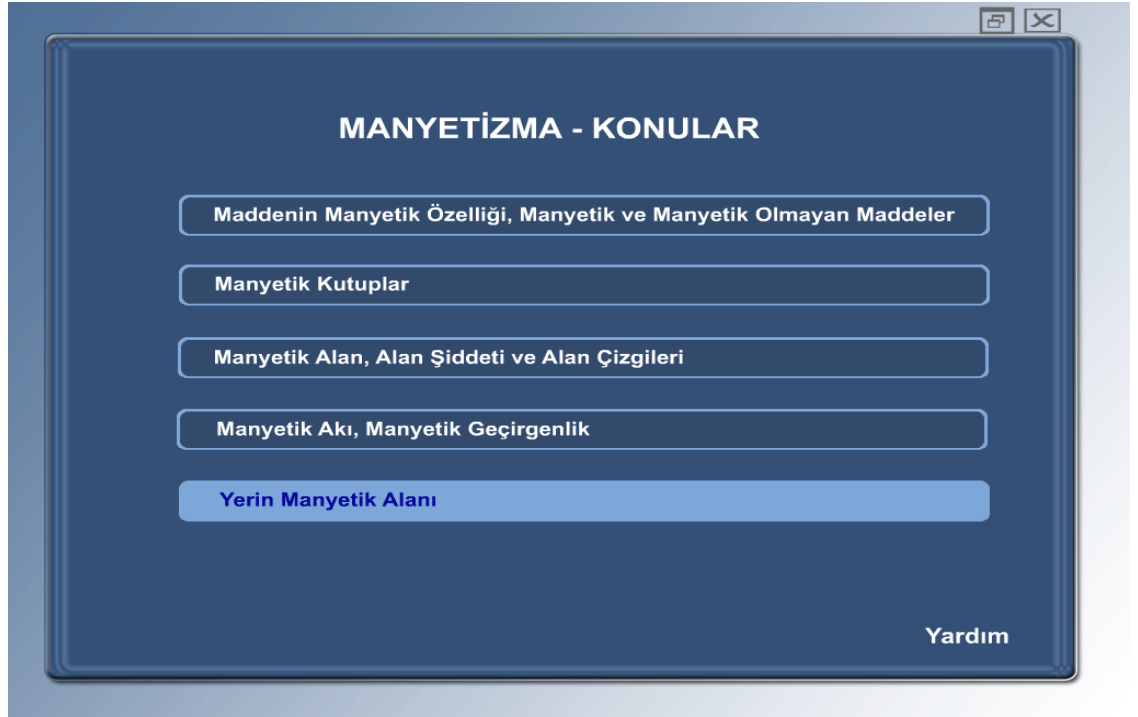 MANYETİZMA - KONULAR
Maddenin Manyetik Özelliği, Manyetik ve Manyetik Olmayan Maddeler
Manyetik Kutuplar
Manyetik Alan, Alan Şiddeti ve Alan Çizgileri
Manyetik Akı, Manyetik Geçirgenlik
Yerin Manyetik Alanı
Yardım